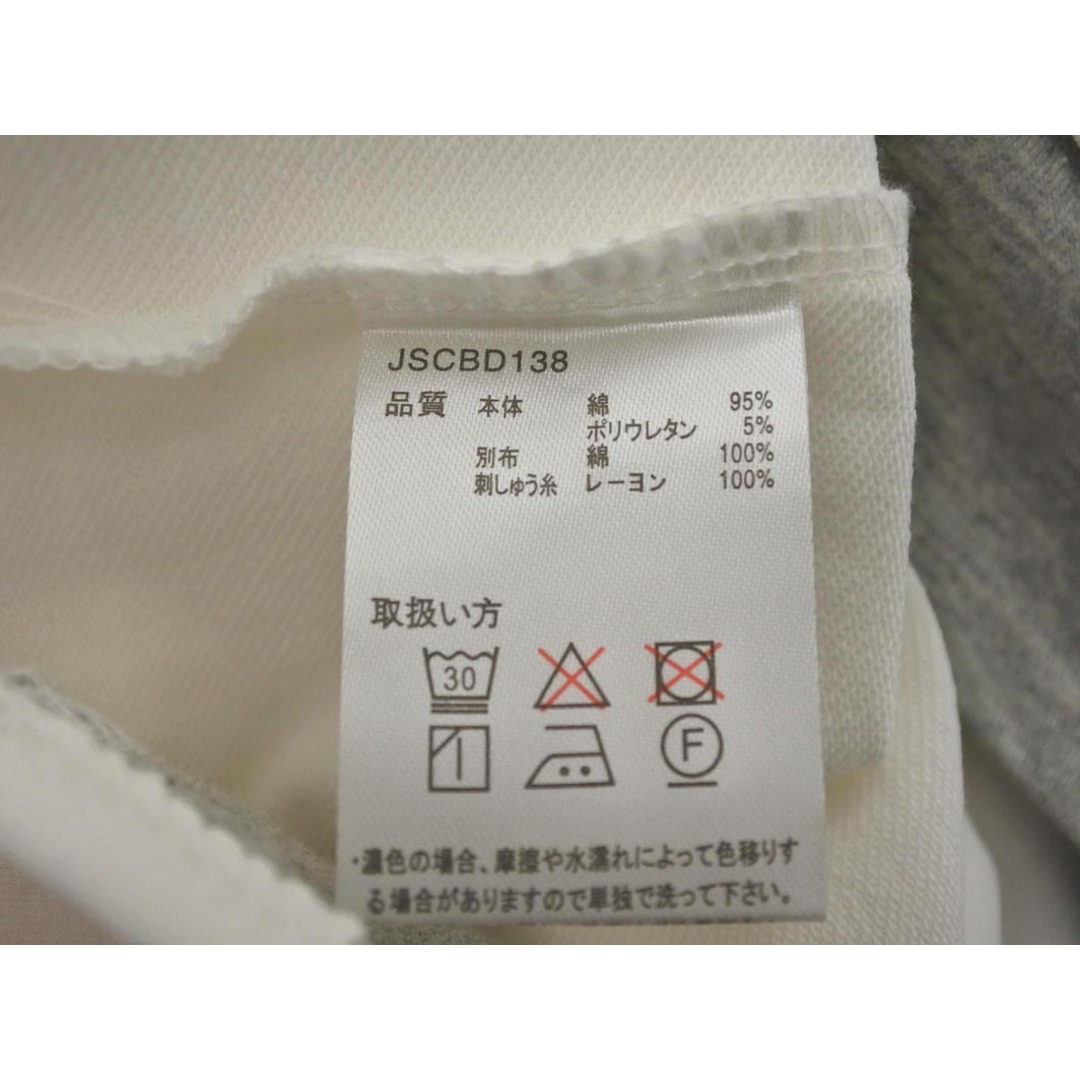 JSCBD138
品質 本体 綿 95%
ポリウレタン 5%
別布 綿 100%
刺しゅう糸 レーヨン 100%
取扱い方
30
F
・濃色の場合、摩擦や水濡れによって色移りす
る場合がありますので単独で洗って下さい。